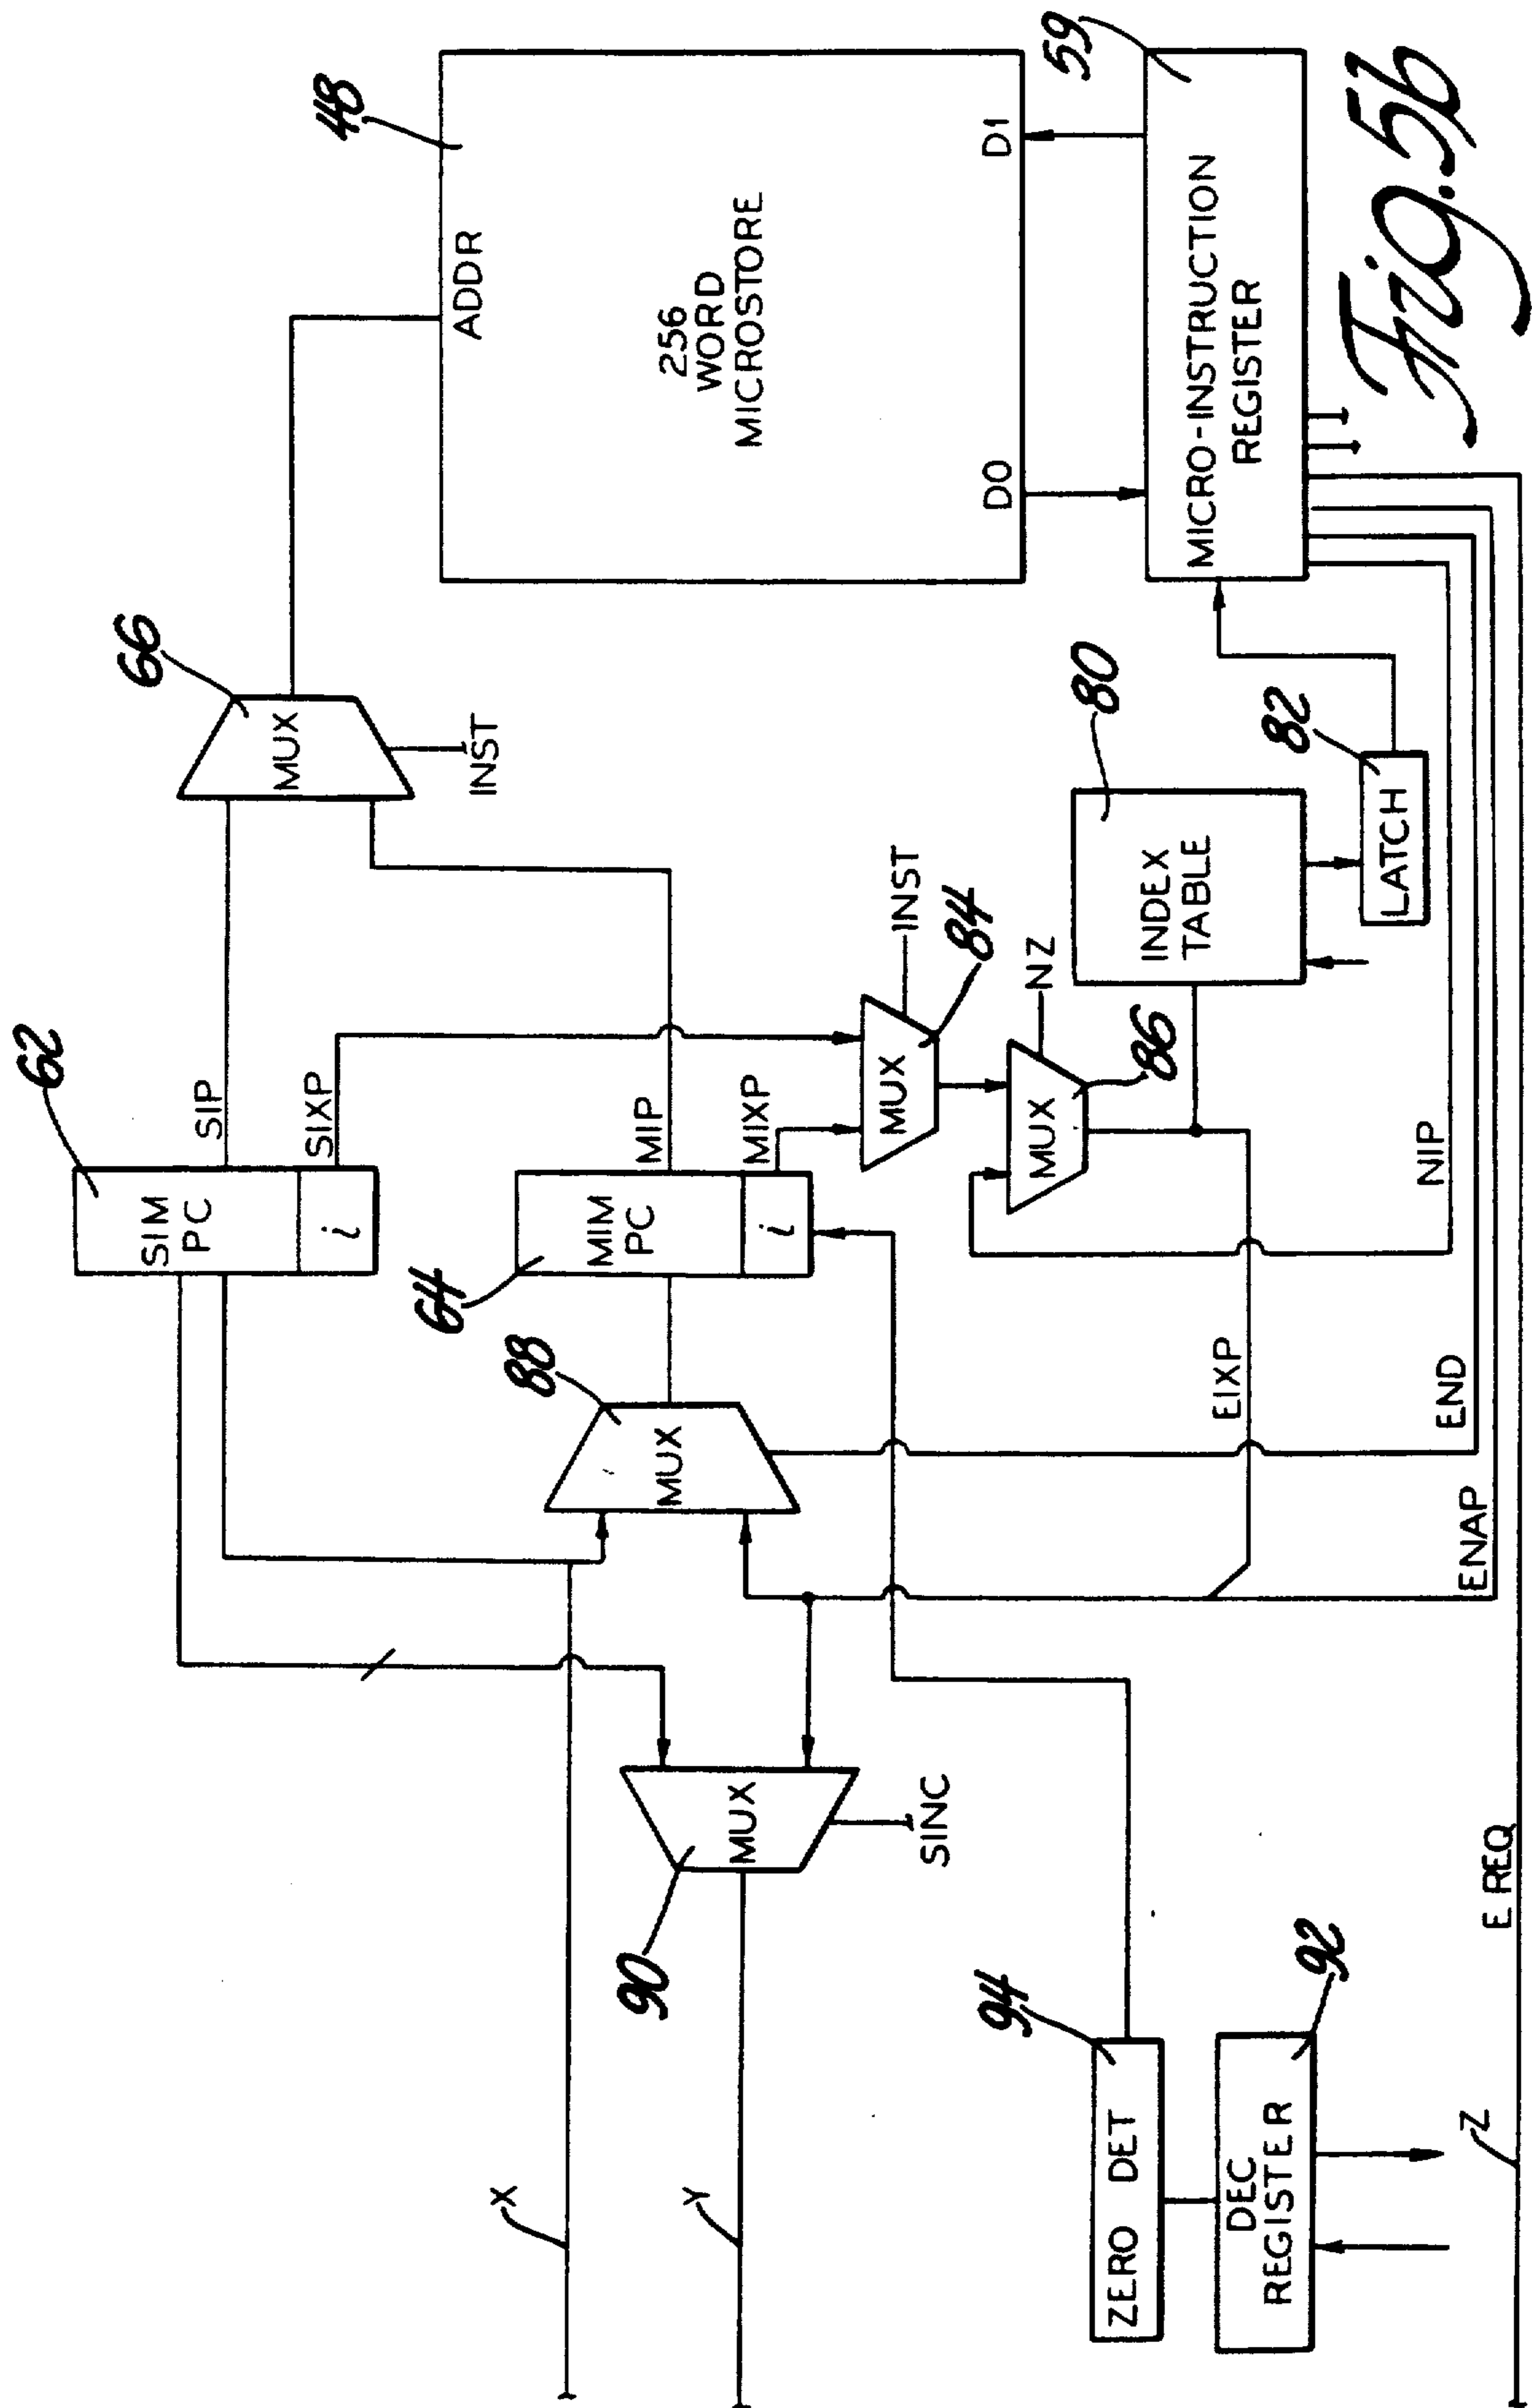 62
SIM
PC
i
SIP
SIXP
66
MUX
INST
48
ADDR
256
WORD
MICROSTORE
D0
D1
64
MIM
PC
i
MIP
MIXP
88
MUX
90
MUX
SINC
X
Y
MUX
INST
84
MUX
NZ
86
80
INDEX
TABLE
82
LATCH
59
MICRO-INSTRUCTION
REGISTER
94
ZERO DET
DEC
REGISTER
92
EIXP
NIP
END
ENAP
E REQ
Z
Fig. 5b